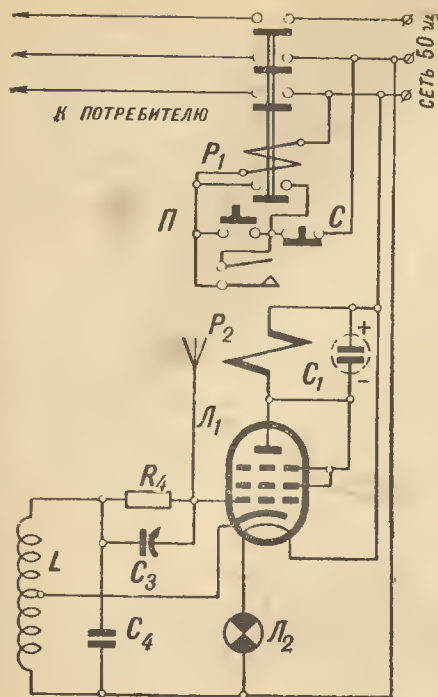 СЕТЬ 50 гц
К ПОТРЕБИТЕЛЮ
P₁
П
С
P₂
+
C₁
−
Л₁
R₄
L
C₃
C₄
Л₂